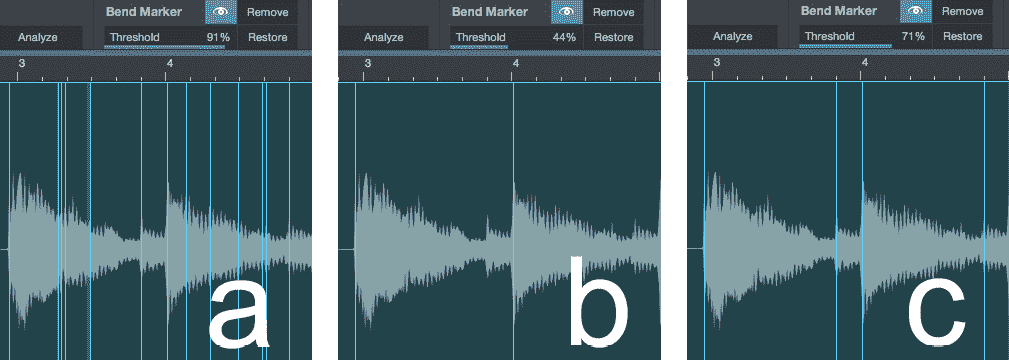 Bend Marker Remove
Analyze Threshold 91% Restore
3 4
a
Bend Marker Remove
Analyze Threshold 44% Restore
3 4
b
Bend Marker Remove
Analyze Threshold 71% Restore
3 4
c